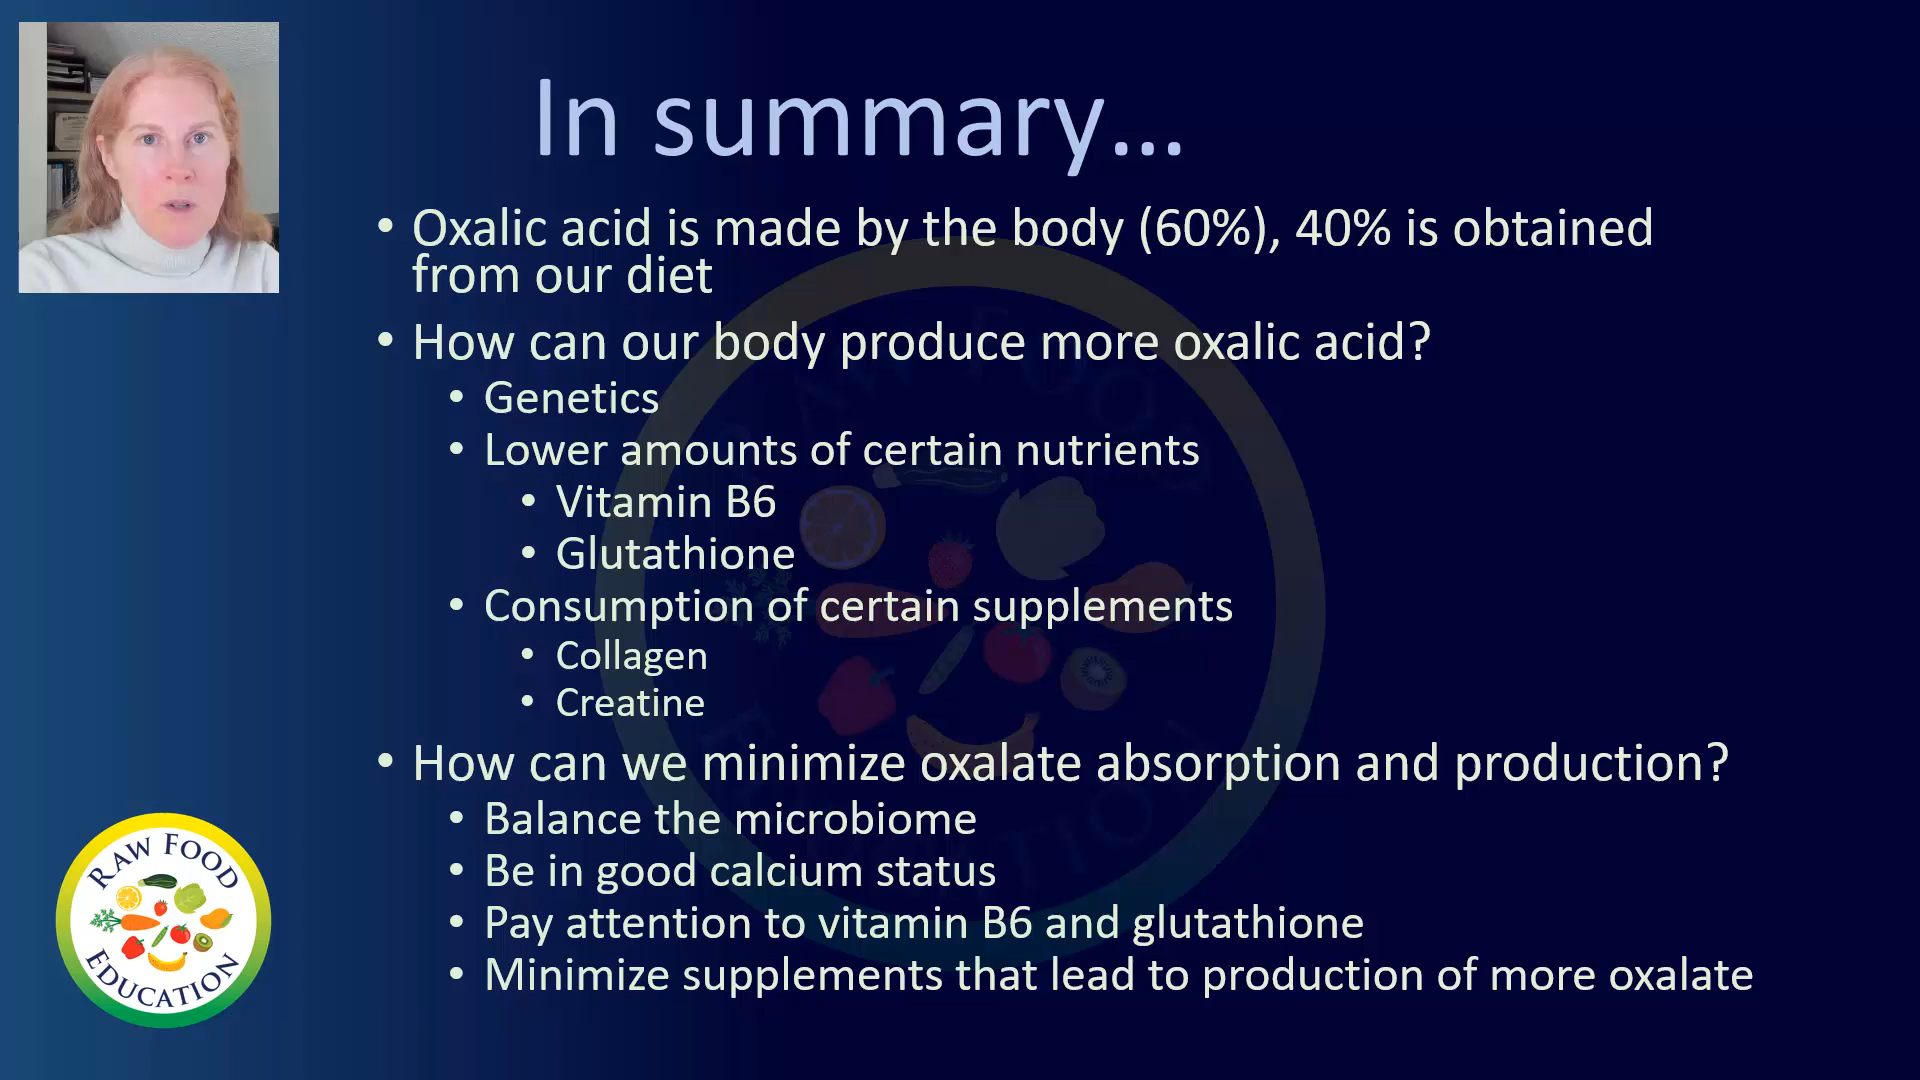 In summary...
• Oxalic acid is made by the body (60%), 40% is obtained
from our diet
• How can our body produce more oxalic acid?
• Genetics
• Lower amounts of certain nutrients
• Vitamin B6
• Glutathione
• Consumption of certain supplements
• Collagen
• Creatine
• How can we minimize oxalate absorption and production?
• Balance the microbiome
• Be in good calcium status
• Pay attention to vitamin B6 and glutathione
• Minimize supplements that lead to production of more oxalate
RAW FOOD
EDUCATION